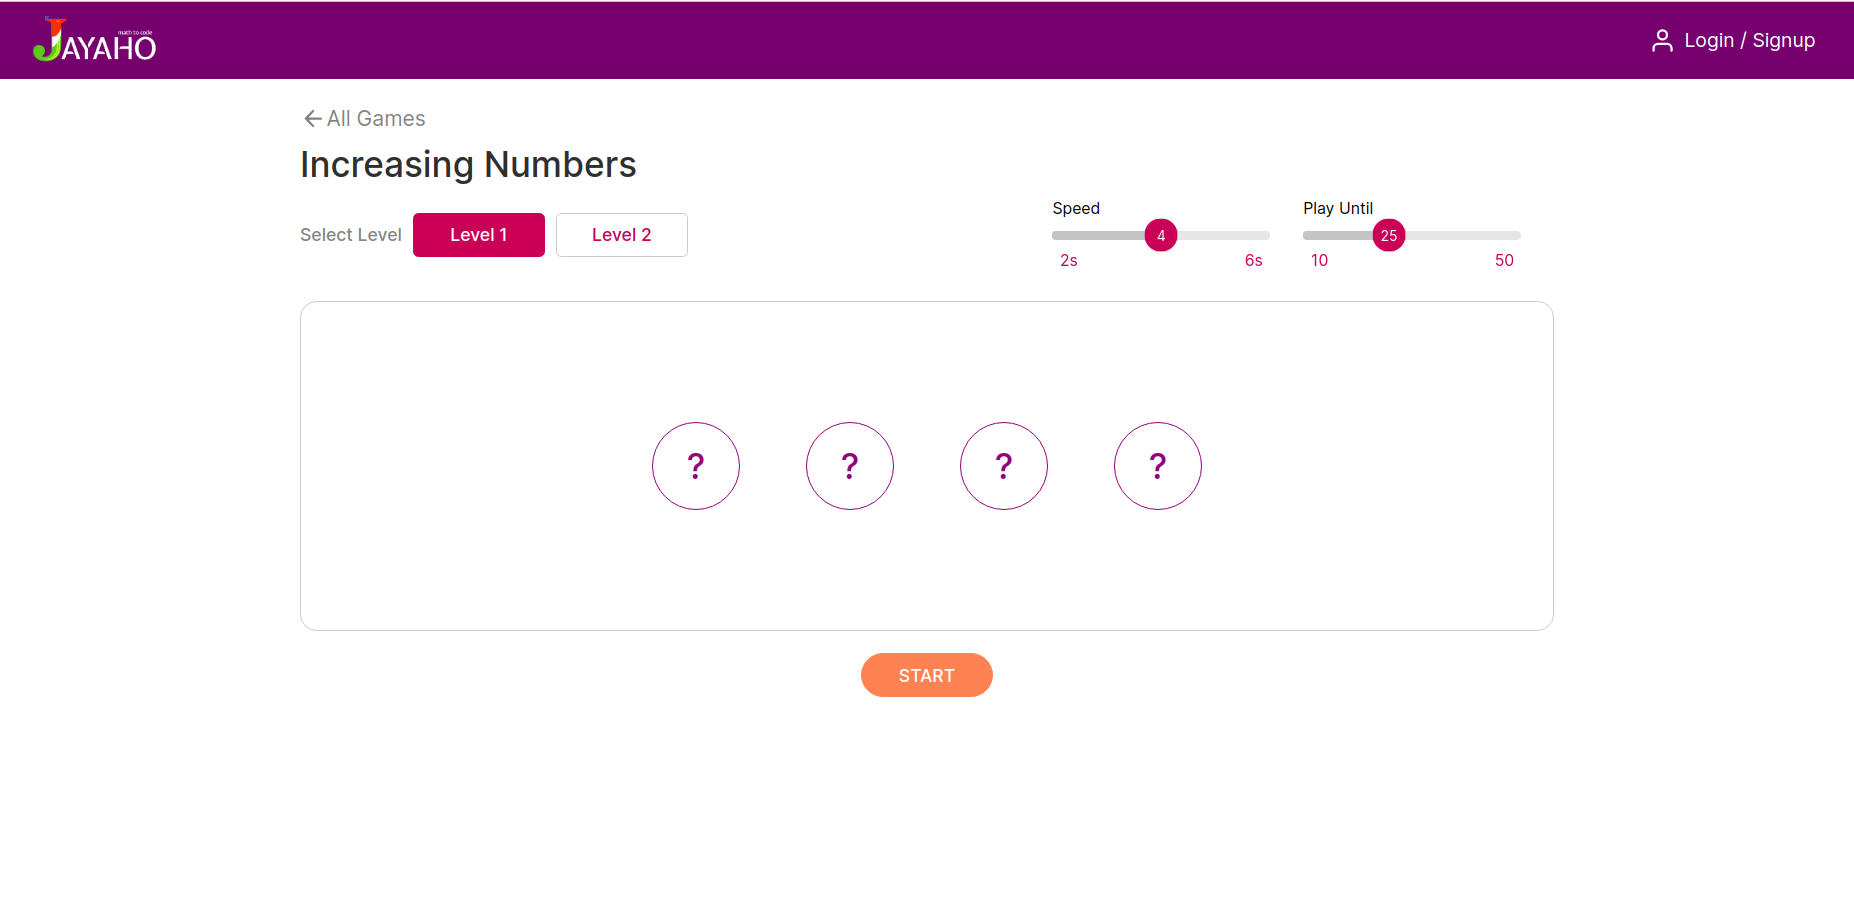 math to code
JAYAHO
Login / Signup
All Games
Increasing Numbers
Select Level
Level 1
Level 2
Speed
4
2s
6s
Play Until
25
10
50
? ? ? ?
START